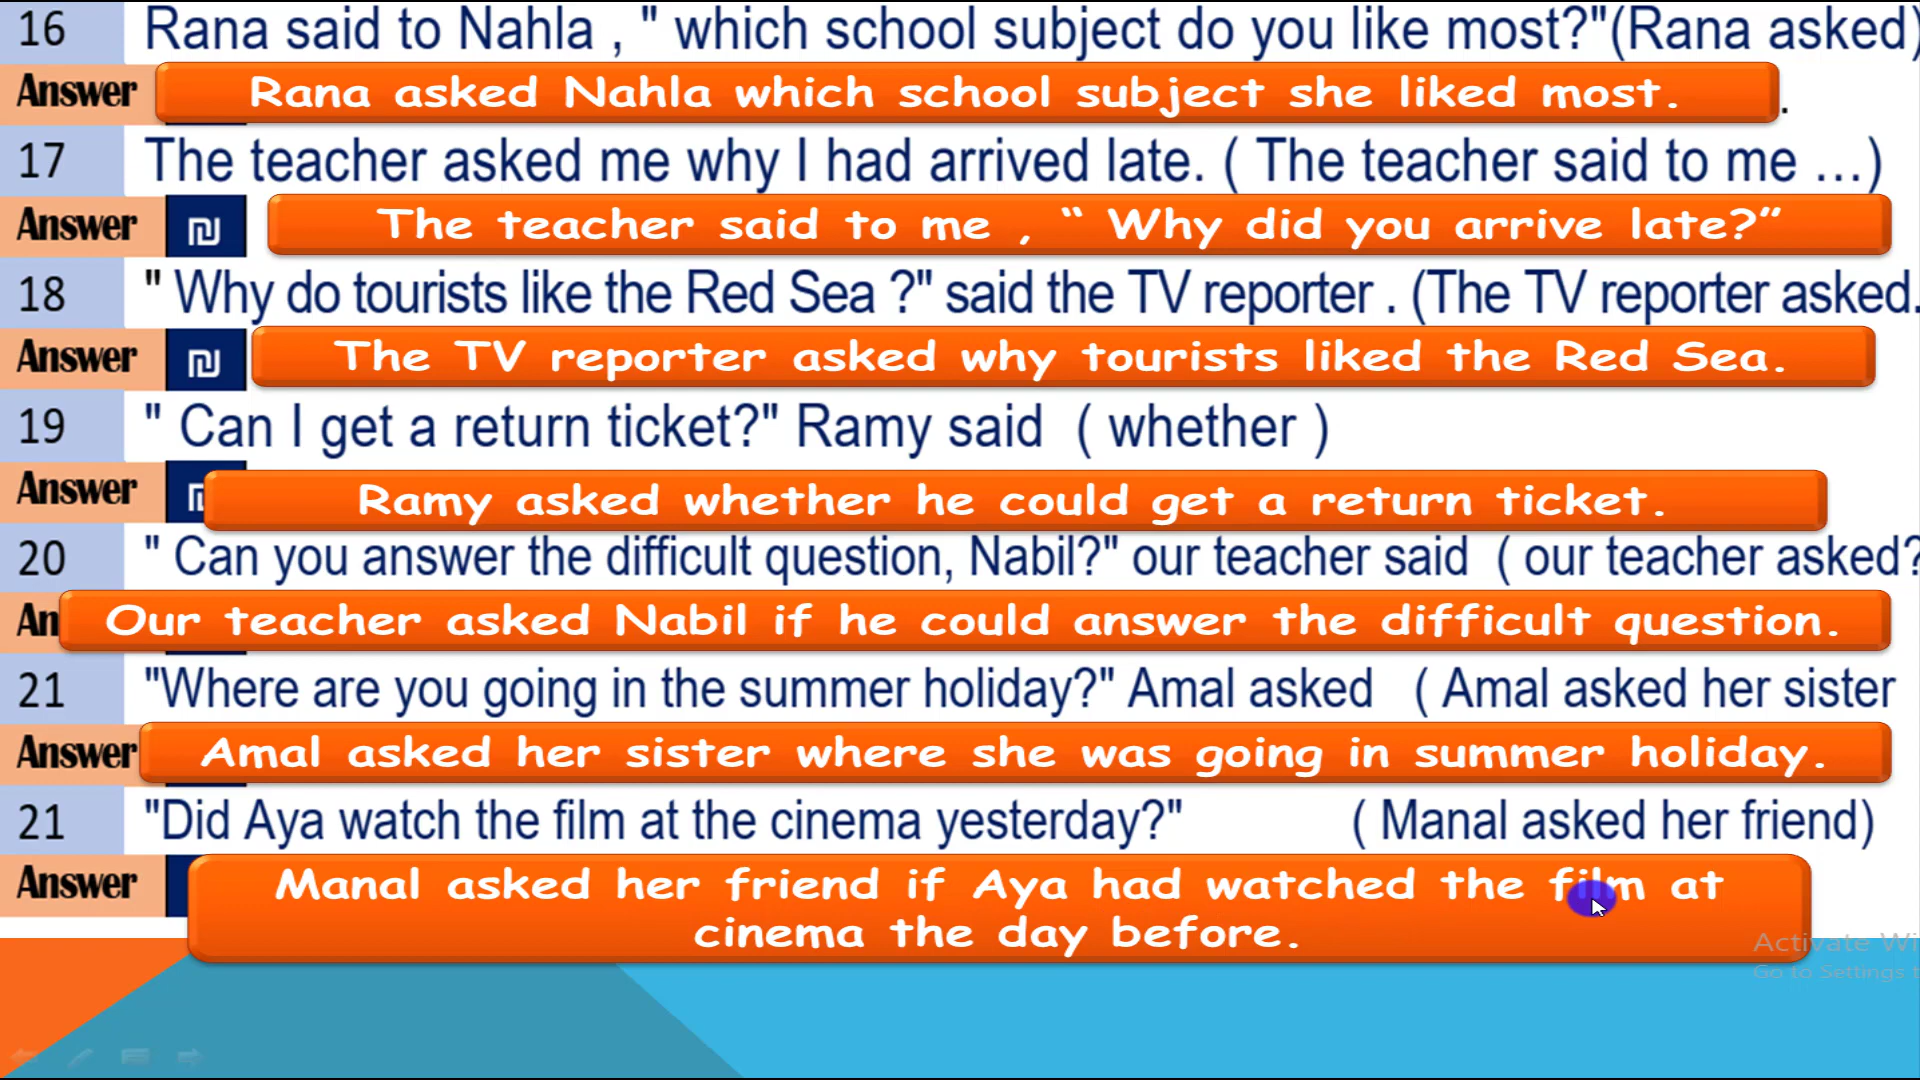 16 Rana said to Nahla , " which school subject do you like most?"(Rana asked)
Answer Rana asked Nahla which school subject she liked most. .
17 The teacher asked me why I had arrived late. ( The teacher said to me ...)
Answer ₪ The teacher said to me , “ Why did you arrive late?”
18 " Why do tourists like the Red Sea ?" said the TV reporter . (The TV reporter asked.
Answer ₪ The TV reporter asked why tourists liked the Red Sea.
19 " Can I get a return ticket?" Ramy said ( whether )
Answer Ramy asked whether he could get a return ticket.
20 " Can you answer the difficult question, Nabil?" our teacher said ( our teacher asked?
An Our teacher asked Nabil if he could answer the difficult question.
21 "Where are you going in the summer holiday?" Amal asked ( Amal asked her sister
Answer Amal asked her sister where she was going in summer holiday.
21 "Did Aya watch the film at the cinema yesterday?" ( Manal asked her friend)
Answer Manal asked her friend if Aya had watched the film at
cinema the day before.
Activate Wi
Go to Settings t